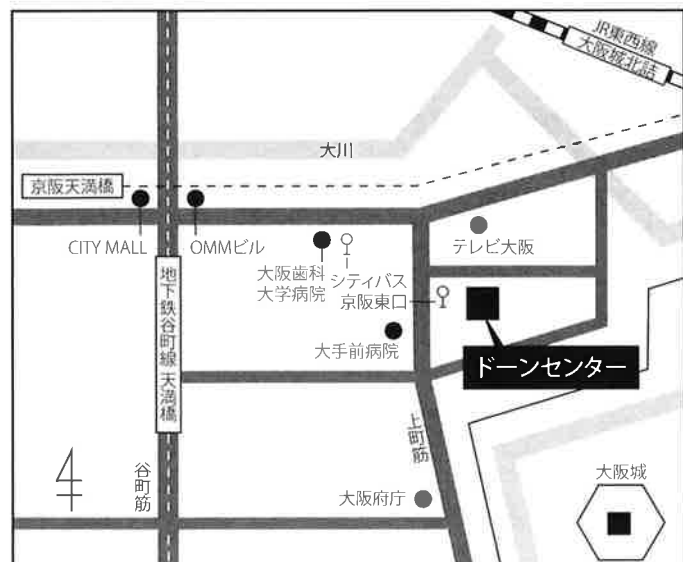 JR東西線
大阪城北詰
大川
京阪天満橋
CITY MALL
OMMビル
テレビ大阪
大阪歯科
大学病院
シティバス
京阪東口
地下鉄谷町線 天満橋
大手前病院
ドーンセンター
上町筋
谷町筋
大阪府庁
大阪城